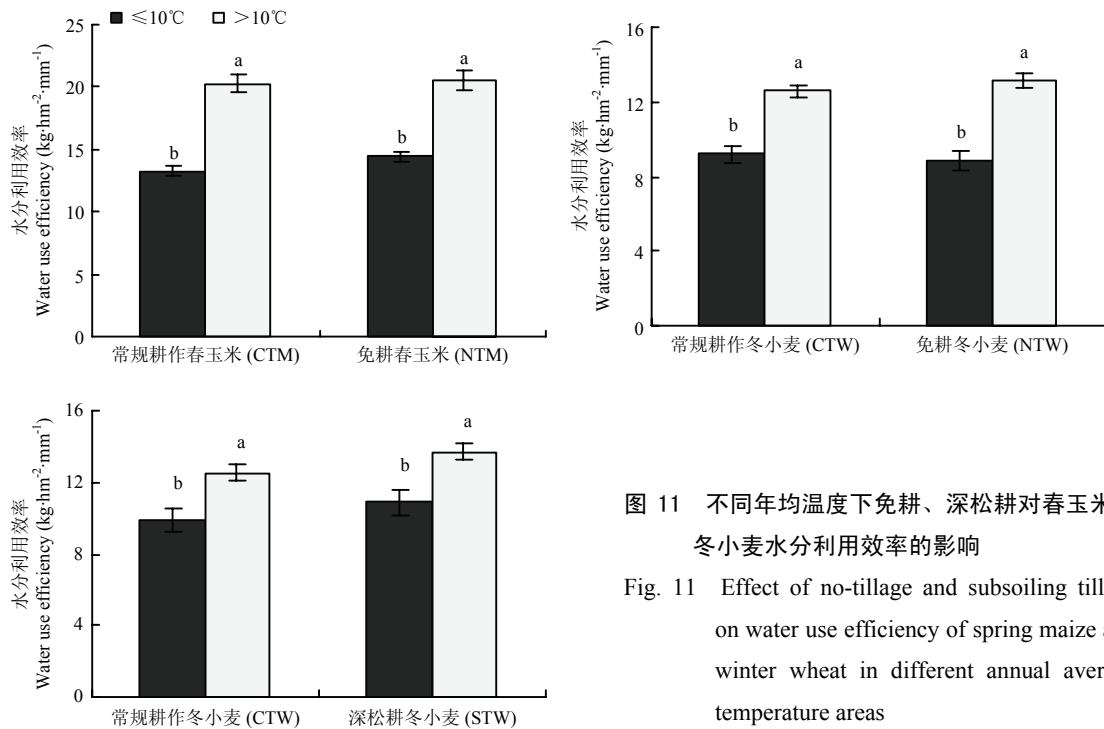 ■ ≤10℃ □ >10℃
25
20
15
10
5
0
水分利用效率
Water use efficiency (kg·hm⁻²·mm⁻¹)
b
a
b
a
常规耕作春玉米 (CTM)
免耕春玉米 (NTM)
16
12
8
4
0
水分利用效率
Water use efficiency (kg·hm⁻²·mm⁻¹)
b
a
b
a
常规耕作冬小麦 (CTW)
免耕冬小麦 (NTW)
16
12
8
4
0
水分利用效率
Water use efficiency (kg·hm⁻²·mm⁻¹)
b
a
b
a
常规耕作冬小麦 (CTW)
深松耕冬小麦 (STW)
图 11 不同年均温度下免耕、深松耕对春玉米
冬小麦水分利用效率的影响
Fig. 11 Effect of no-tillage and subsoiling till
on water use efficiency of spring maize a
winter wheat in different annual aver
temperature areas